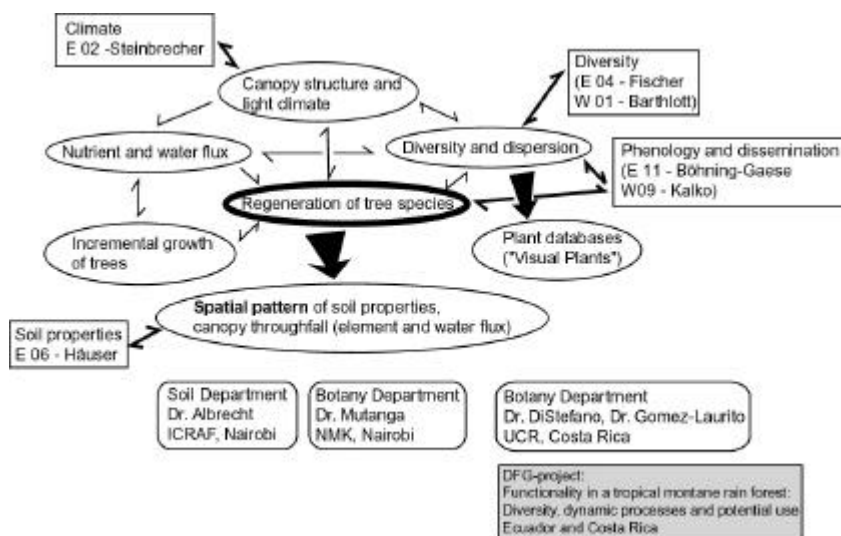 Climate
E 02 -Steinbrecher
Canopy structure and
light climate
Diversity
(E 04 - Fischer
W 01 - Barthlott)
Nutrient and water flux
Diversity and dispersion
Phenology and dissemination
(E 11 - Böhning-Gaese
W09 - Kalko)
Regeneration of tree species
Incremental growth
of trees
Plant databases
("Visual Plants")
Spatial pattern of soil properties,
canopy throughfall (element and water flux)
Soil properties
E 06 - Häuser
Soil Department
Dr. Albrecht
ICRAF, Nairobi
Botany Department
Dr. Mutanga
NMK, Nairobi
Botany Department
Dr. DiStefano, Dr. Gomez-Laurito
UCR, Costa Rica
DFG-project:
Functionality in a tropical montane rain forest:
Diversity, dynamic processes and potential use
Ecuador and Costa Rica